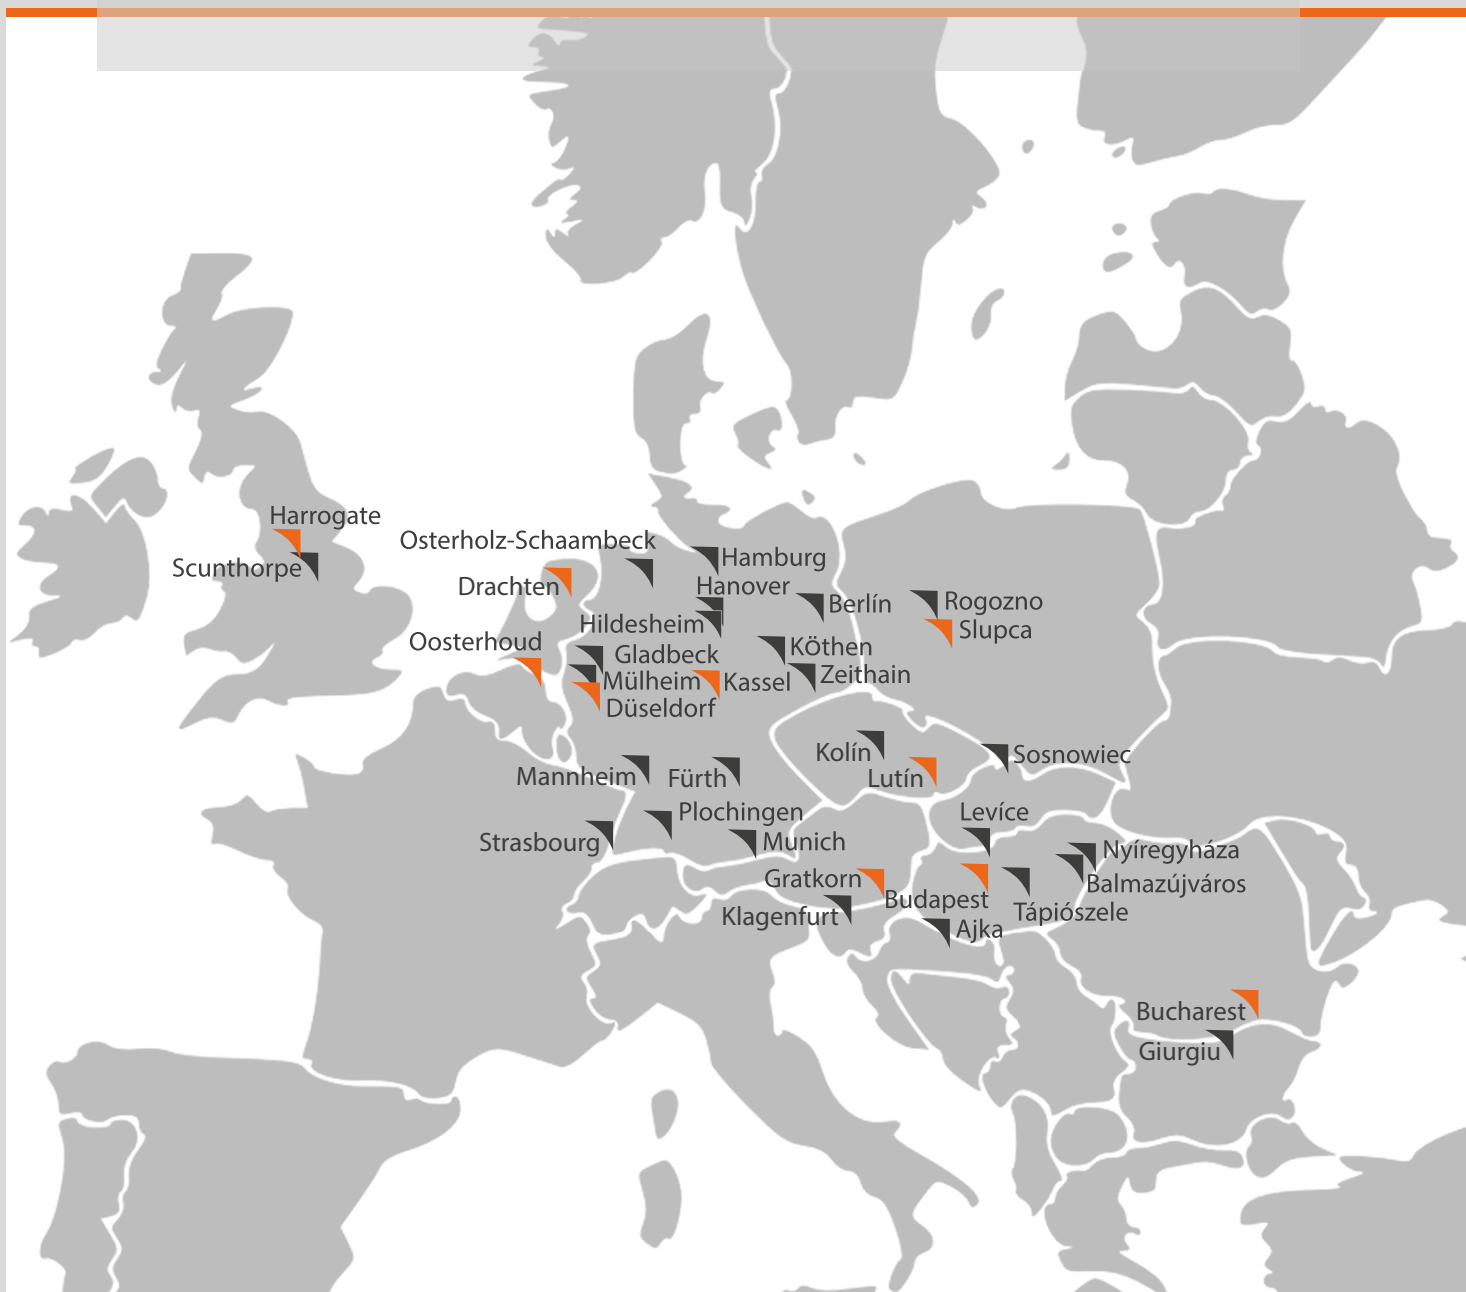 Harrogate
Osterholz-Schaambeck
Hamburg
Scunthorpe
Drachten
Hanover
Berlín
Rogozno
Hildesheim
Slupca
Oosterhoud
Gladbeck
Köthen
Mülheim
Kassel
Zeithain
Düseldorf
Kolín
Sosnowiec
Mannheim
Fürth
Lutín
Plochingen
Levíce
Strasbourg
Munich
Nyíregyháza
Gratkorn
Balmazújváros
Budapest
Klagenfurt
Tápiószele
Ajka
Bucharest
Giurgiu